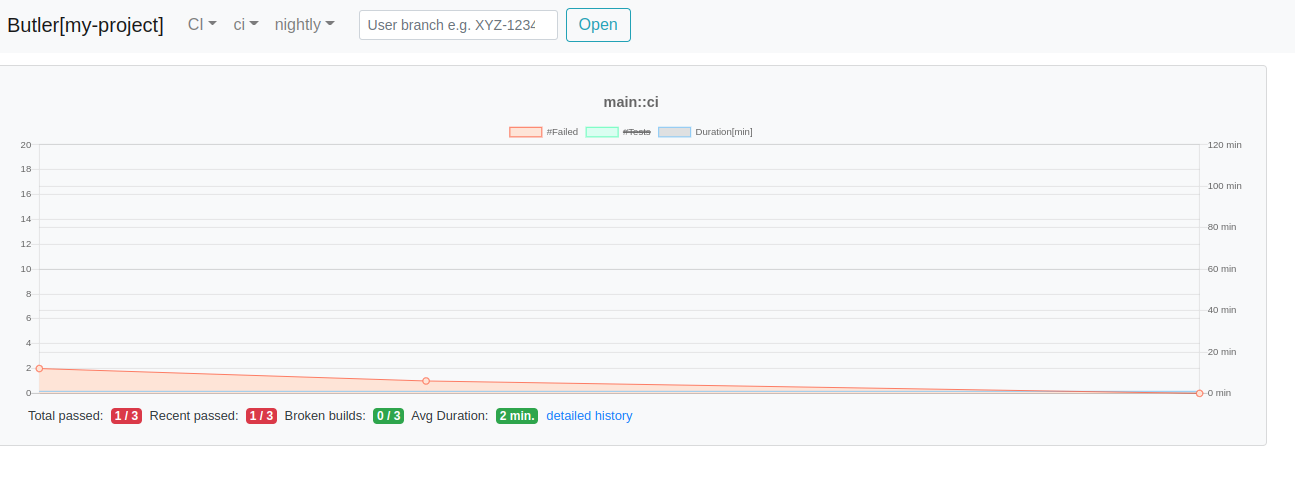 Butler[my-project] CI ci nightly User branch e.g. XYZ-1234 Open
main::ci
#Failed #Tests Duration[min]
20 120 min
18
16 100 min
14
12 80 min
10 60 min
8
6 40 min
4
2 20 min
0 0 min
Total passed: 1 / 3 Recent passed: 1 / 3 Broken builds: 0 / 3 Avg Duration: 2 min. detailed history